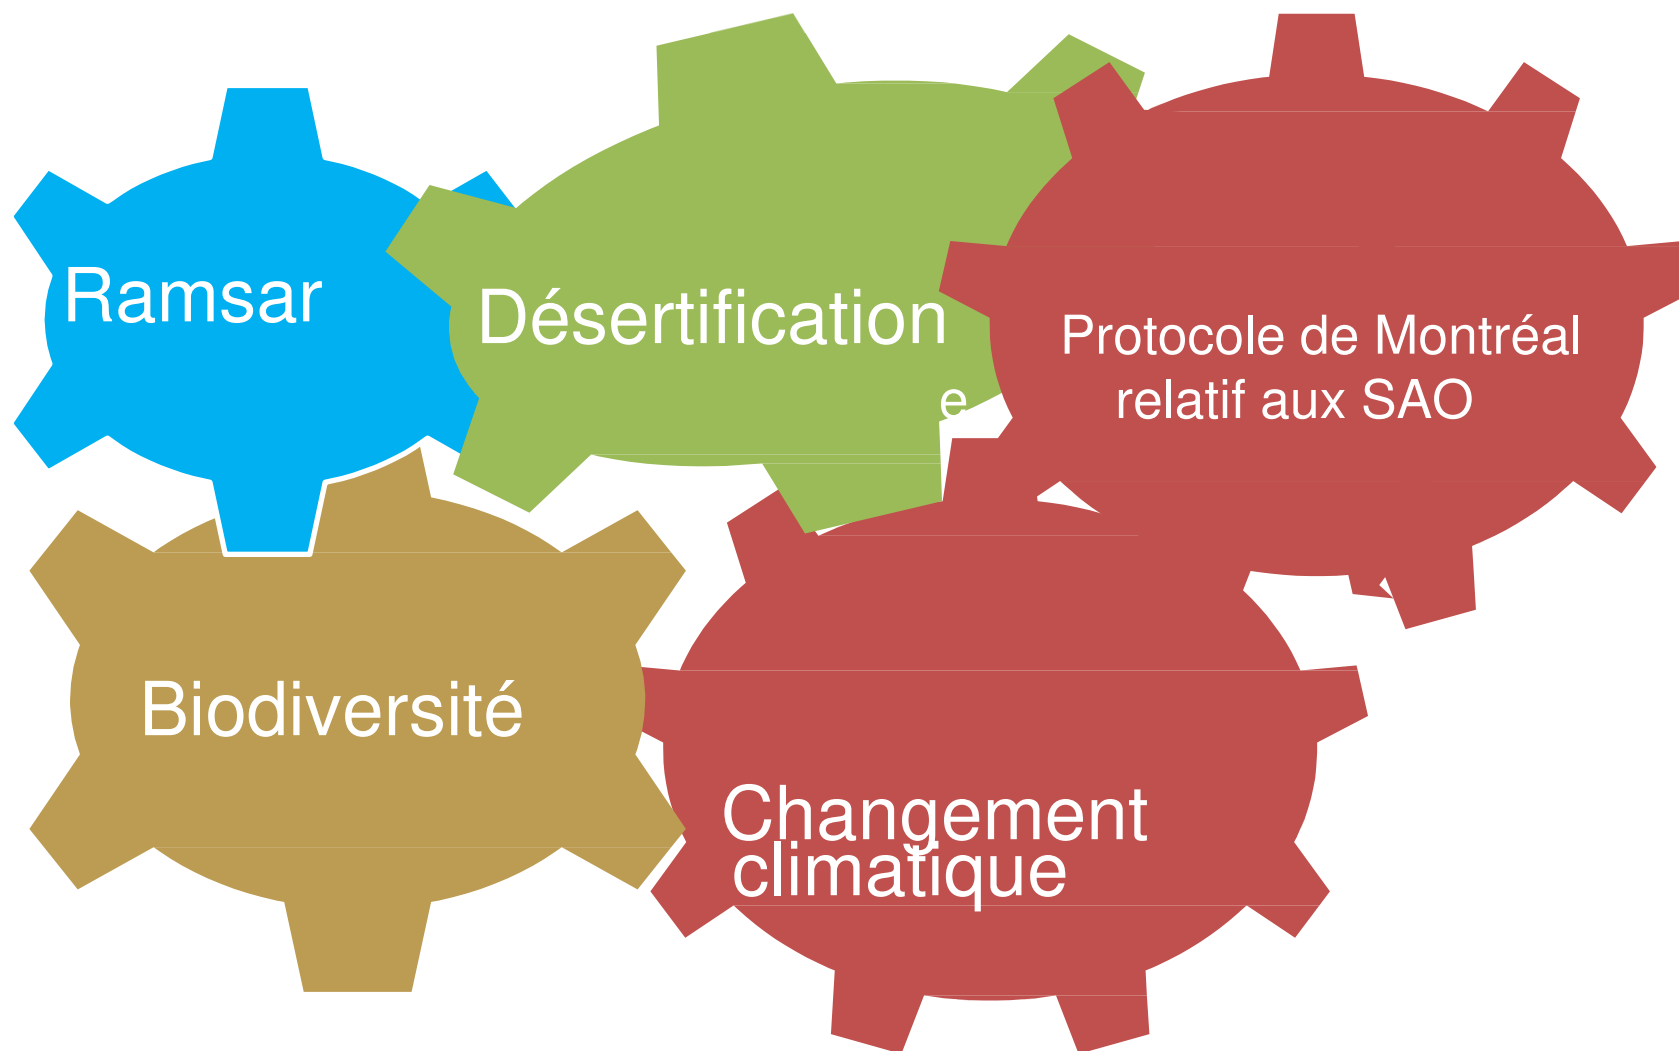 Ramsar
Désertification
e
Protocole de Montréal
relatif aux SAO
Biodiversité
Changement
climatique